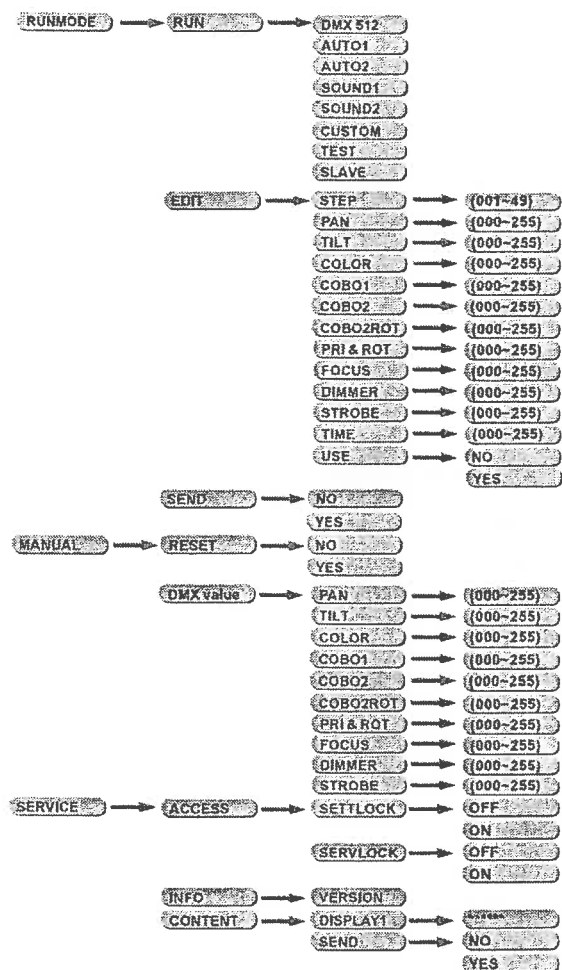 RUNMODE RUN DMX 512
AUTO1
AUTO2
SOUND1
SOUND2
CUSTOM
TEST
SLAVE
EDIT STEP (001~49)
PAN (000~255)
TILT (000~255)
COLOR (000~255)
COBO1 (000~255)
COBO2 (000~255)
COBO2ROT (000~255)
PRI & ROT (000~255)
FOCUS (000~255)
DIMMER (000~255)
STROBE (000~255)
TIME (000~255)
USE NO
YES
SEND NO
YES
MANUAL RESET NO
YES
DMX value PAN (000~255)
TILT (000~255)
COLOR (000~255)
COBO1 (000~255)
COBO2 (000~255)
COBO2ROT (000~255)
PRI & ROT (000~255)
FOCUS (000~255)
DIMMER (000~255)
STROBE (000~255)
SERVICE ACCESS SETTLOCK OFF
ON
SERVLOCK OFF
ON
INFO VERSION
CONTENT DISPLAY1
SEND NO
YES